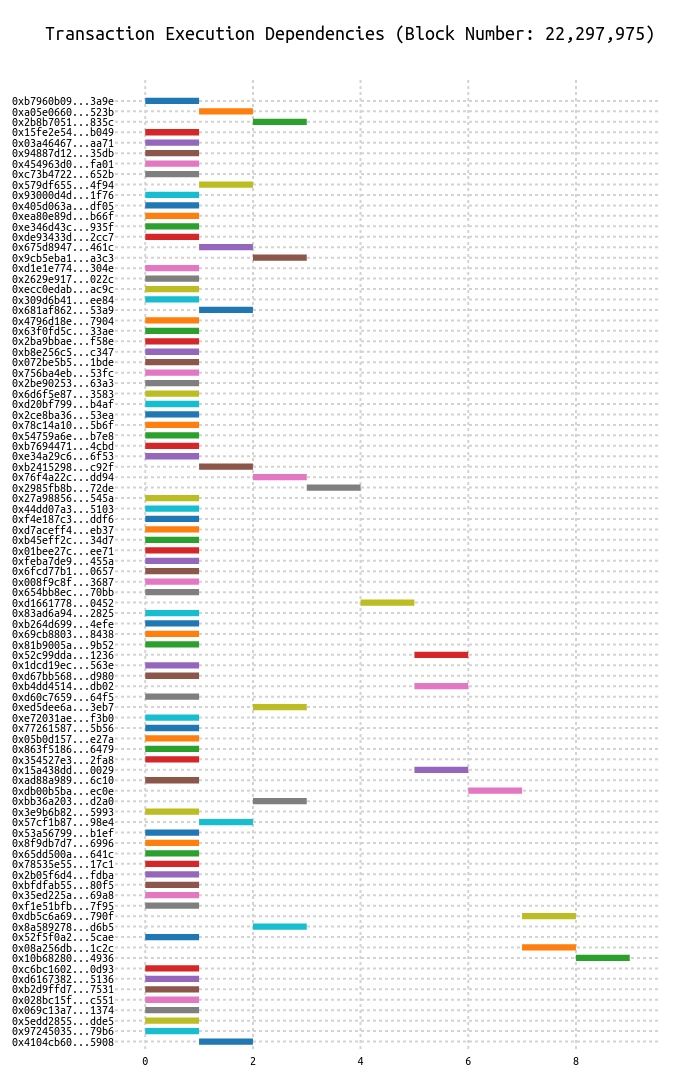 Transaction Execution Dependencies (Block Number: 22,297,975)
0xb7960b09...3a9e
0xa05e0660...523b
0x2b8b7051...835c
0x15fe2e54...b049
0x03a46467...aa71
0x94887d12...35db
0x454963d0...fa01
0xc73b4722...652b
0x579df655...4f94
0x93000d4d...1f76
0x405d063a...df05
0xea80e89d...b66f
0xe346d43c...935f
0xde93433d...2cc7
0x675d8947...461c
0x9cb5eba1...a3c3
0xd1e1e774...304e
0x2629e917...022c
0xecc0edab...ac9c
0x309d6b41...ee84
0x681af862...53a9
0x4796d18e...7904
0x63f0fd5c...33ae
0x2ba9bbae...f58e
0xb8e256c5...c347
0x072be5b5...1bde
0x756ba4eb...53fc
0x2be90253...63a3
0x6d6f5e87...3583
0xd20bf799...b4af
0x2ce8ba36...53ea
0x78c14a10...5b6f
0x54759a6e...b7e8
0xb7694471...4cbd
0xe34a29c6...6f53
0xb2415298...c92f
0x76f4a22c...dd94
0x2985fb8b...72de
0x27a98856...545a
0x44dd07a3...5103
0xf4e187c3...ddf6
0xd7aceff4...eb37
0xb45eff2c...34d7
0x01bee27c...ee71
0xfeba7de9...455a
0x6fcd77b1...0657
0x008f9c8f...3687
0x654bb8ec...70bb
0xd1661778...0452
0x83ad6a94...2825
0xb264d699...4efe
0x69cb8803...8438
0x81b9005a...9b52
0x52c99dda...1236
0x1dcd19ec...563e
0xd67bb568...d980
0xb4dd4514...db02
0xd60c7659...64f5
0xed5dee6a...3eb7
0xe72031ae...f3b0
0x77261587...5b56
0x05b0d157...e27a
0x863f5186...6479
0x354527e3...2fa8
0x15a438dd...0029
0xad88a989...6c10
0xdb00b5ba...ec0e
0xbb36a203...d2a0
0x3e9b6b82...5993
0x57cf1b87...98e4
0x53a56799...b1ef
0x8f9db7d7...6996
0x65dd500a...641c
0x78535e55...17c1
0x2b05f6d4...fdba
0xbfdfab55...80f5
0x35ed225a...69a8
0xf1e51bfb...7f95
0xdb5c6a69...790f
0x8a589278...d6b5
0x52f5f0a2...5cae
0x08a256db...1c2c
0x10b68280...4936
0xc6bc1602...0d93
0xd6167382...5136
0xb2d9ffd7...7531
0x028bc15f...c551
0x069c13a7...1374
0x5edd2855...dde5
0x97245035...79b6
0x4104cb60...5908
0 2 4 6 8